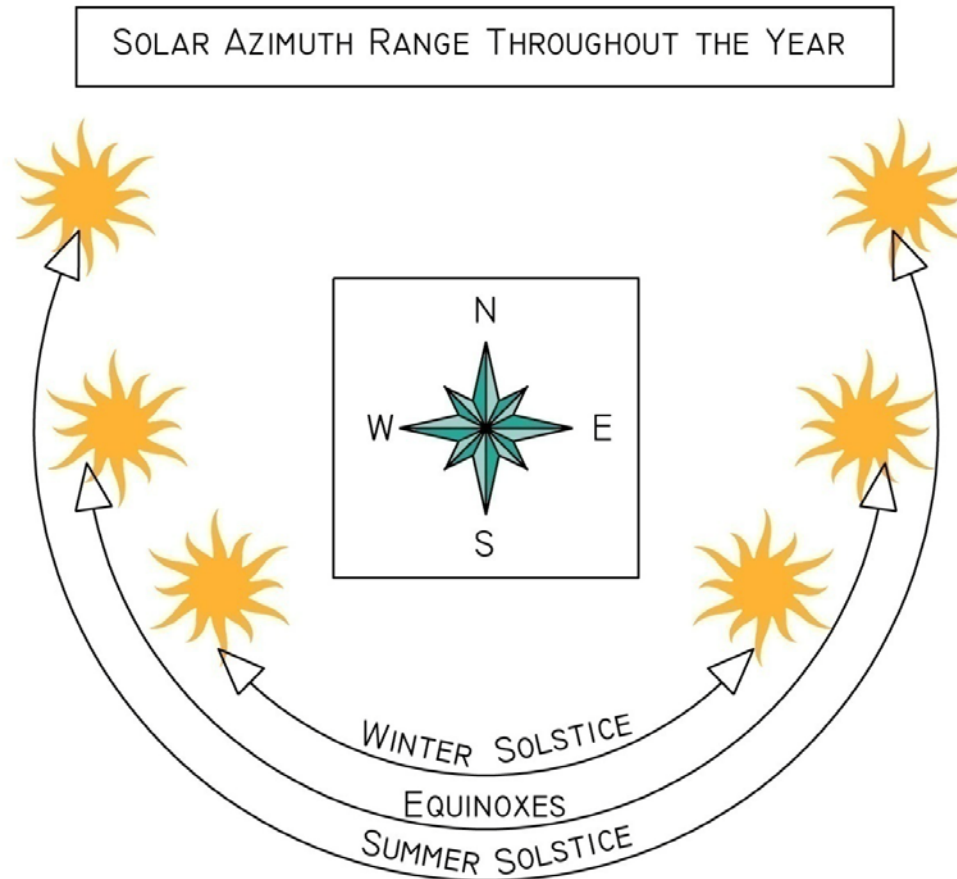 SOLAR AZIMUTH RANGE THROUGHOUT THE YEAR
N
W
E
S
WINTER SOLSTICE
EQUINOXES
SUMMER SOLSTICE